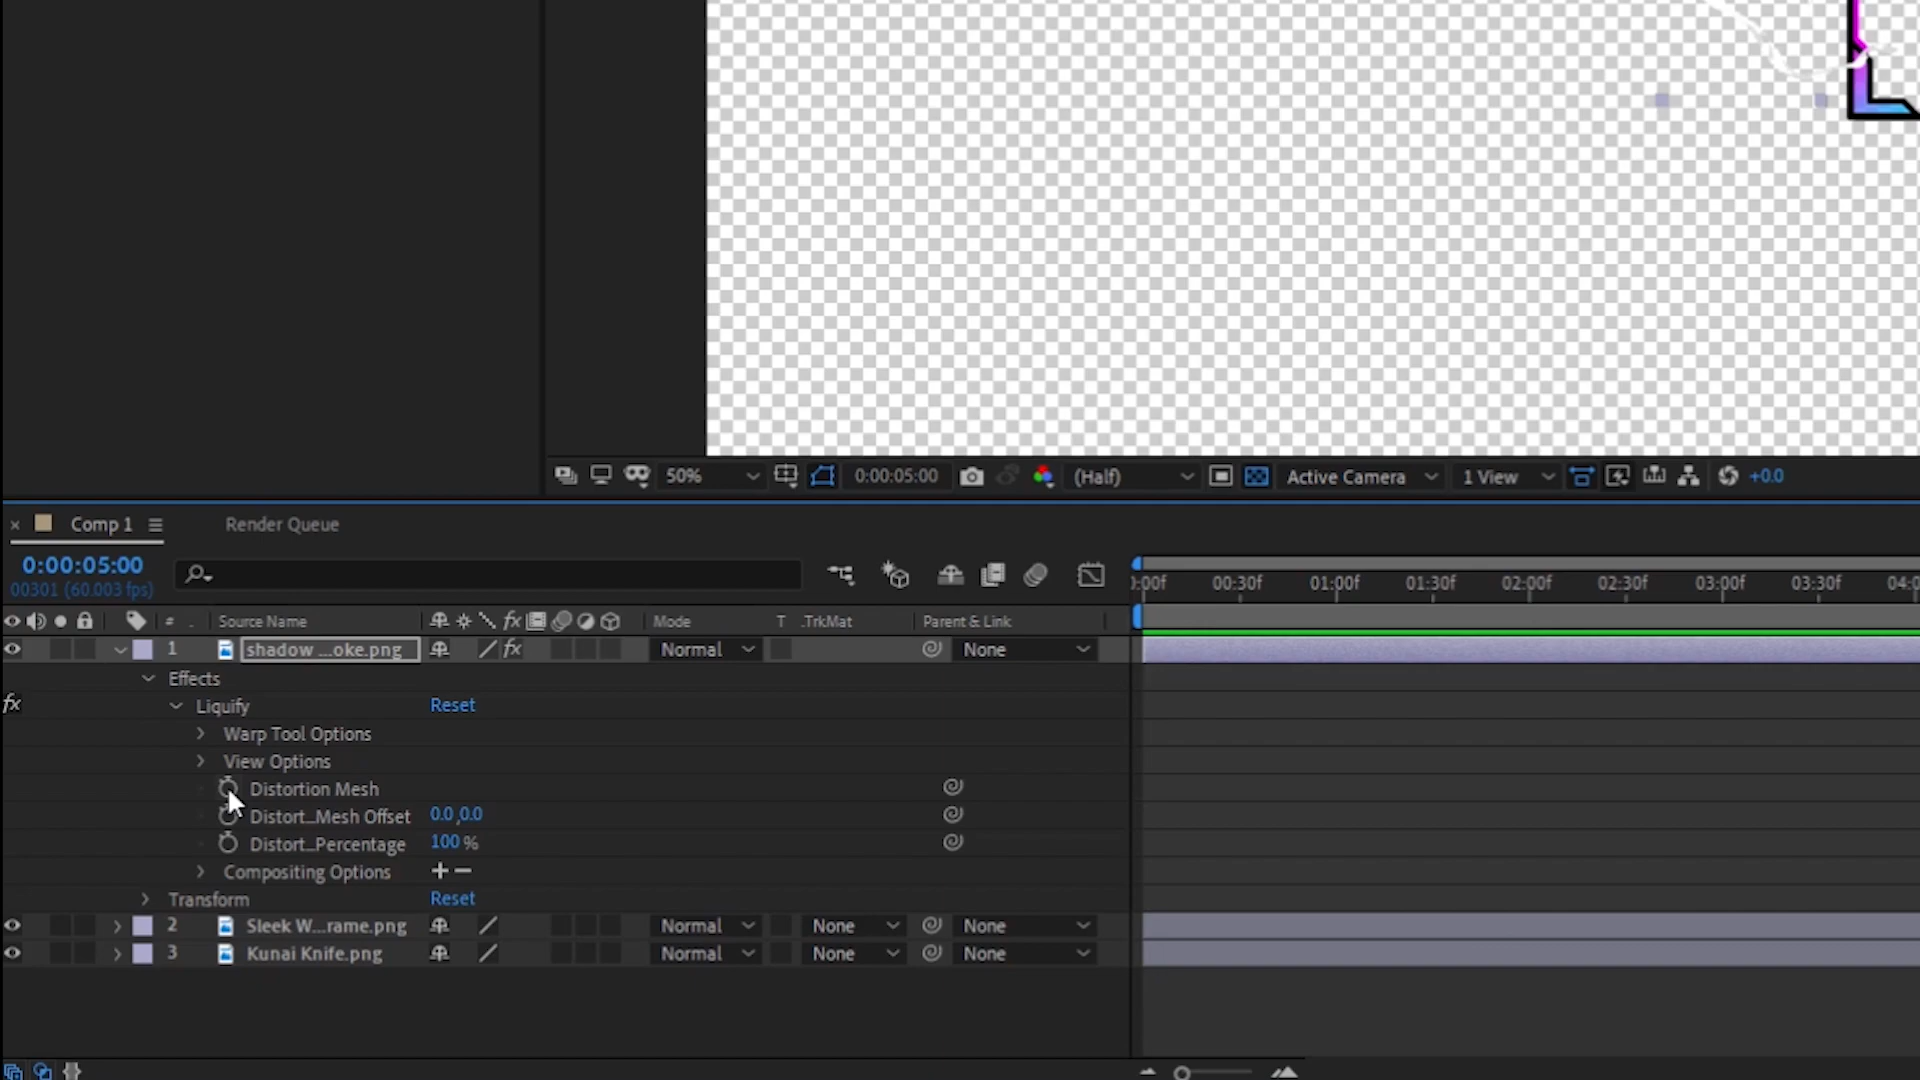 50% 0:00:05:00 (Half) Active Camera 1 View +0.0
× Comp 1 Render Queue
0:00:05:00
00301 (60.003 fps)
:00f 00:30f 01:00f 01:30f 02:00f 02:30f 03:00f 03:30f 04:0
# . Source Name fx Mode T .TrkMat Parent & Link
1 shadow ...oke.png fx Normal None
Effects
fx Liquify Reset
Warp Tool Options
View Options
Distortion Mesh
Distort_Mesh Offset 0.0,0.0
Distort_Percentage 100 %
Compositing Options + −
Transform Reset
2 Sleek W...rame.png Normal None None
3 Kunai Knife.png Normal None None